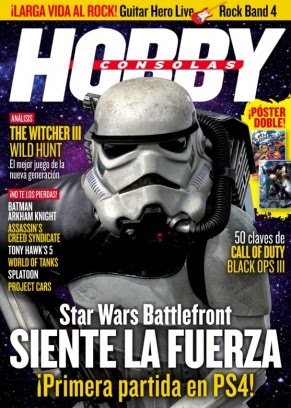 ¡LARGA VIDA AL ROCK! Guitar Hero Live Rock Band 4
HOBBY
CONSOLAS
ANÁLISIS
THE WITCHER III
WILD HUNT
El mejor juego de la
nueva generación
¡NO TE LOS PIERDAS!
BATMAN
ARKHAM KNIGHT
ASSASSIN'S
CREED SYNDICATE
TONY HAWK'S 5
WORLD OF TANKS
SPLATOON
PROJECT CARS
¡PÓSTER
DOBLE!
50 claves de
CALL OF DUTY
BLACK OPS III
Star Wars Battlefront
SIENTE LA FUERZA
¡Primera partida en PS4!